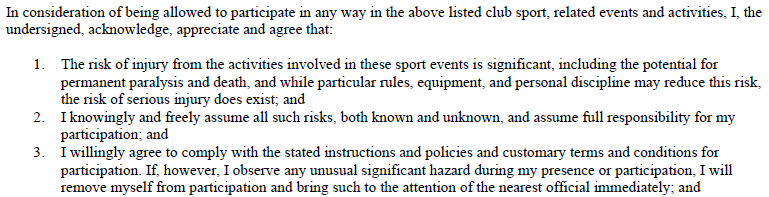 In consideration of being allowed to participate in any way in the above listed club sport, related events and activities, I, the
undersigned, acknowledge, appreciate and agree that:
1. The risk of injury from the activities involved in these sport events is significant, including the potential for
permanent paralysis and death, and while particular rules, equipment, and personal discipline may reduce this risk,
the risk of serious injury does exist; and
2. I knowingly and freely assume all such risks, both known and unknown, and assume full responsibility for my
participation; and
3. I willingly agree to comply with the stated instructions and policies and customary terms and conditions for
participation. If, however, I observe any unusual significant hazard during my presence or participation, I will
remove myself from participation and bring such to the attention of the nearest official immediately; and